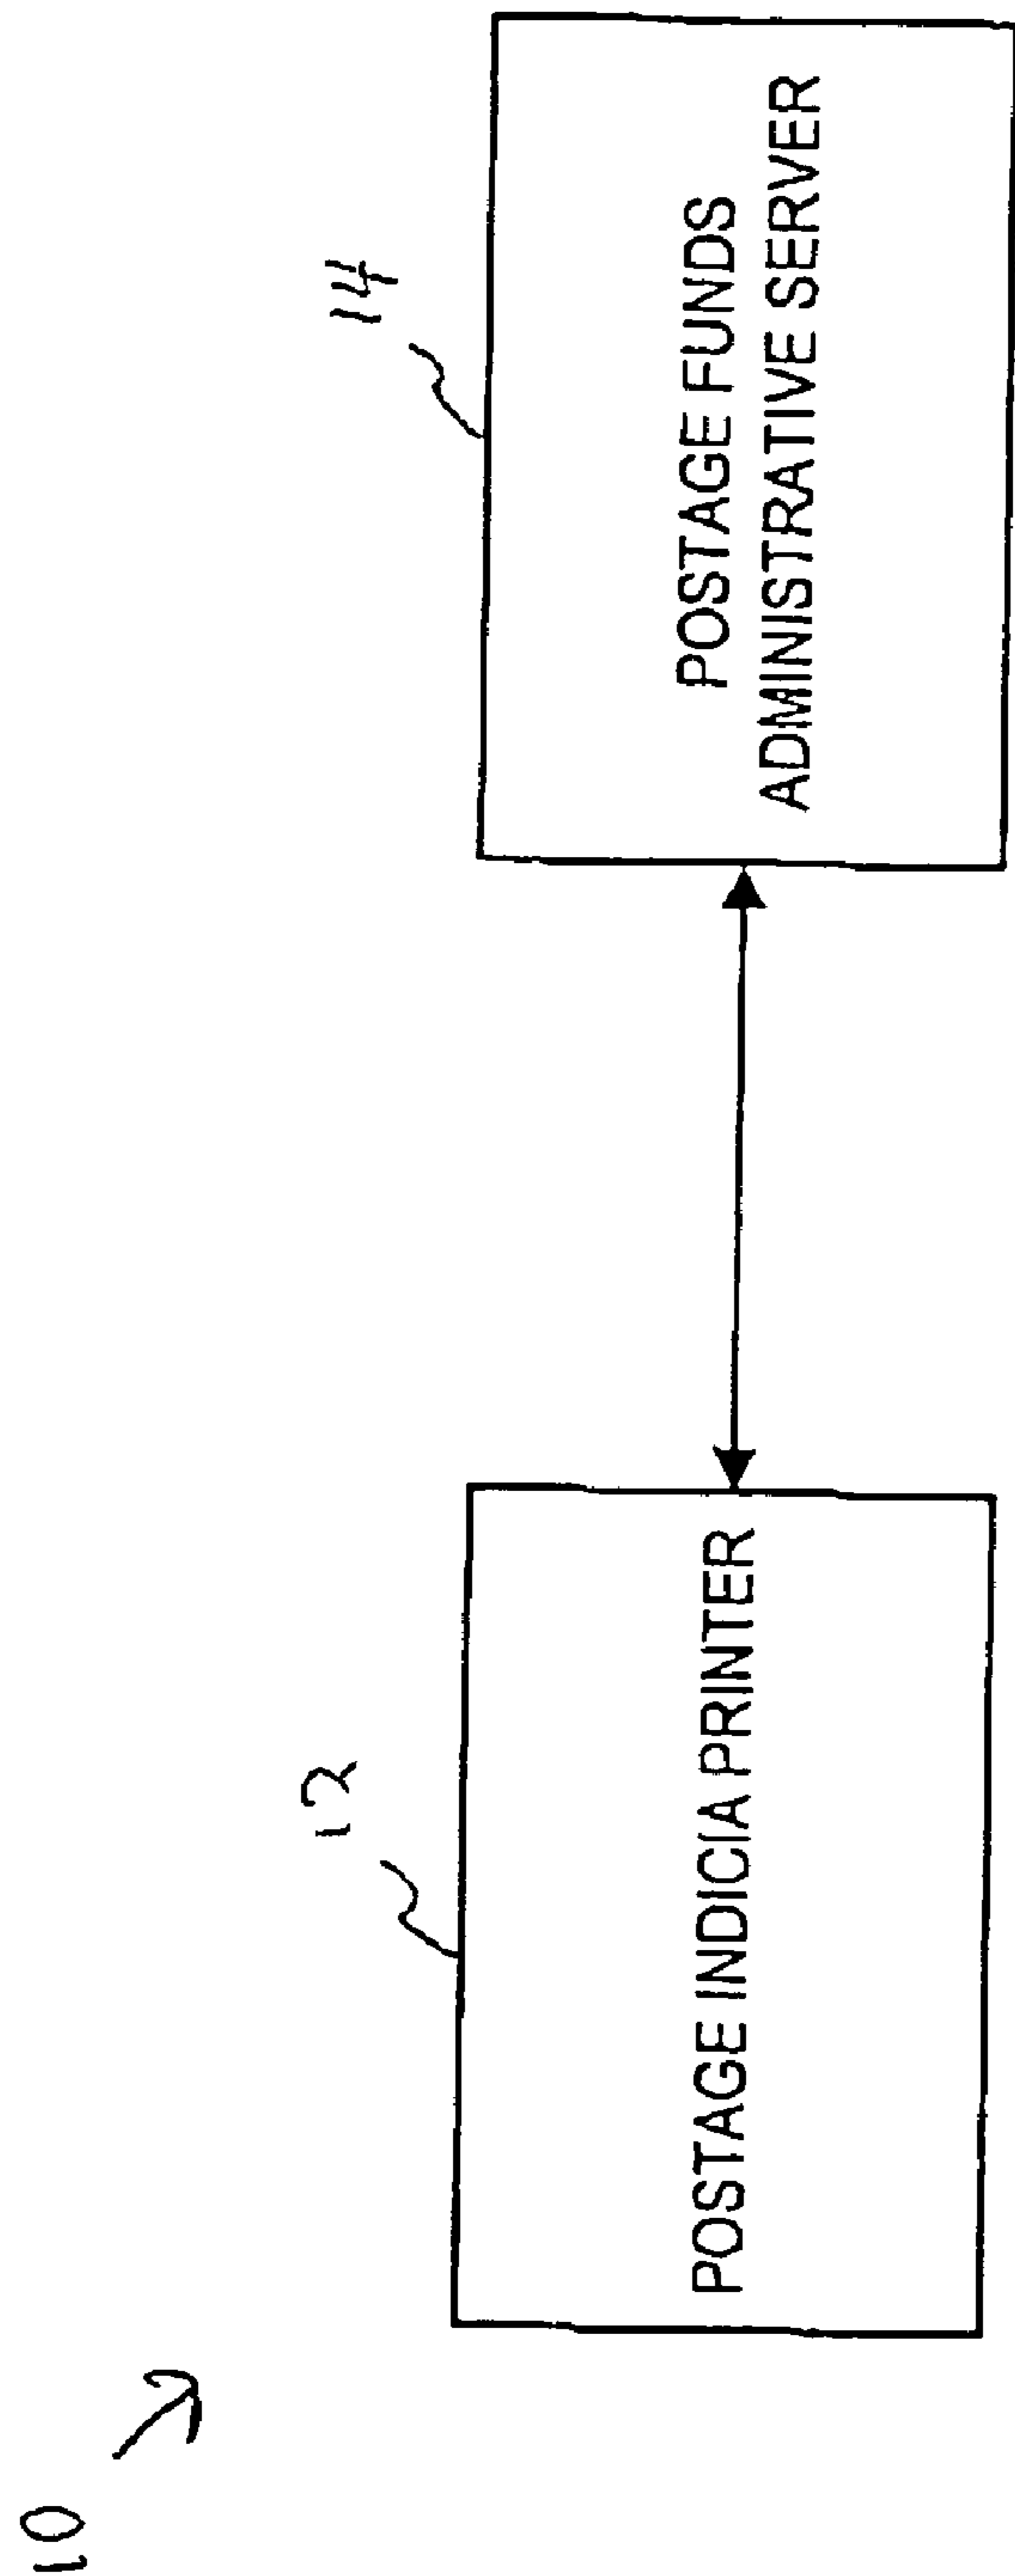 10
12
POSTAGE INDICIA PRINTER
14
POSTAGE FUNDS
ADMINISTRATIVE SERVER